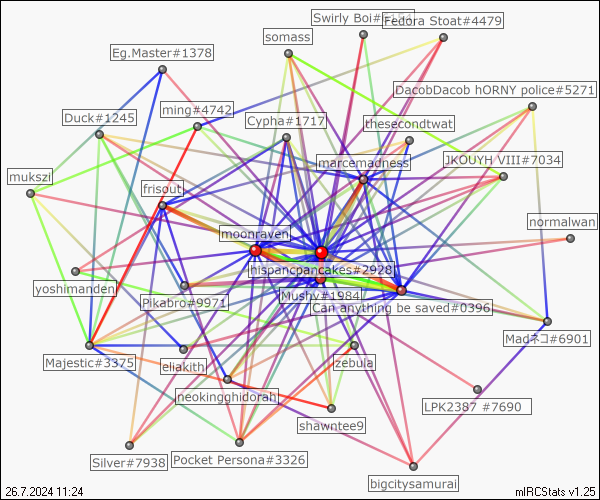 Swirly Boi
Fedora Stoat#4479
somass
Eg.Master#1378
DacobDacob hORNY police#5271
ming#4742
Duck#1245
Cypha#1717
thesecondtwat
marcemadness
JKOUYH VIII#7034
mukszi
frisout
normalwan
moonraven
hispancpancakes#2928
yoshimanden
Pikabro#9971
Mushy#1984
Can anything be saved#0396
Madネコ#6901
Majestic#3375
eliakith
zebula
neokingghidorah
LPK2387 #7690
shawntee9
Silver#7938
Pocket Persona#3326
bigcitysamurai
26.7.2024 11:24
mIRCStats v1.25